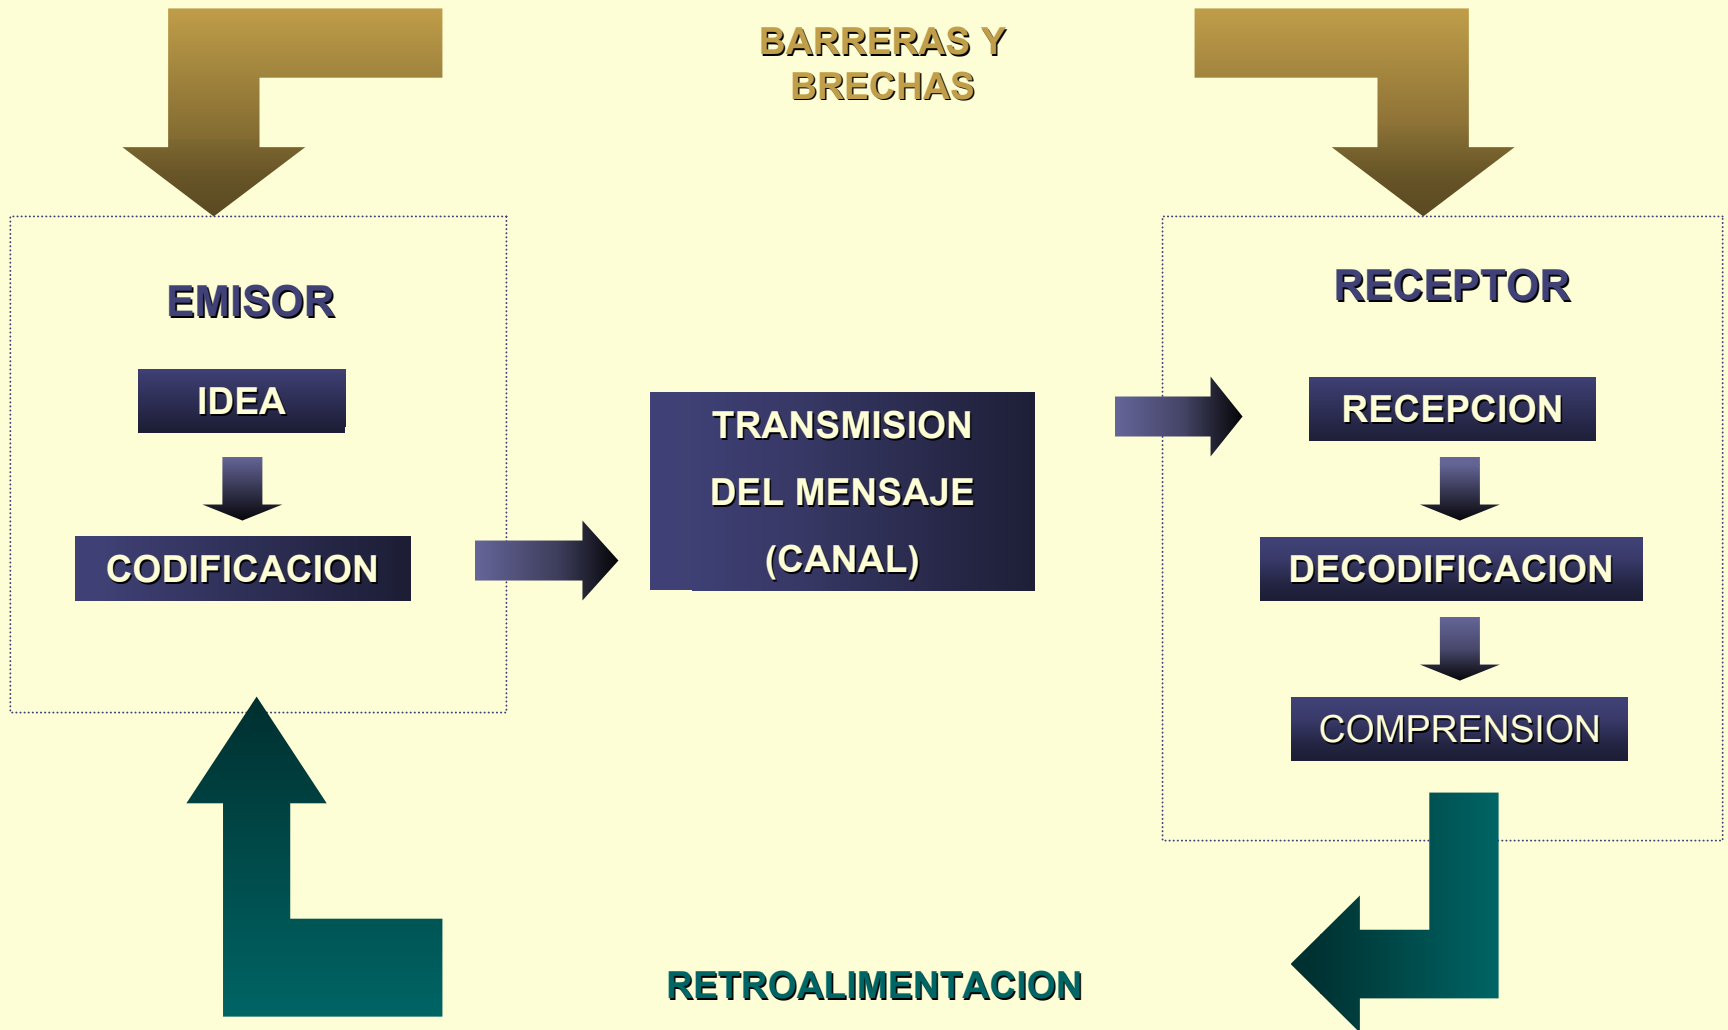 BARRERAS Y
BRECHAS
EMISOR
IDEA
CODIFICACION
TRANSMISION
DEL MENSAJE
(CANAL)
RECEPTOR
RECEPCION
DECODIFICACION
COMPRENSION
RETROALIMENTACION